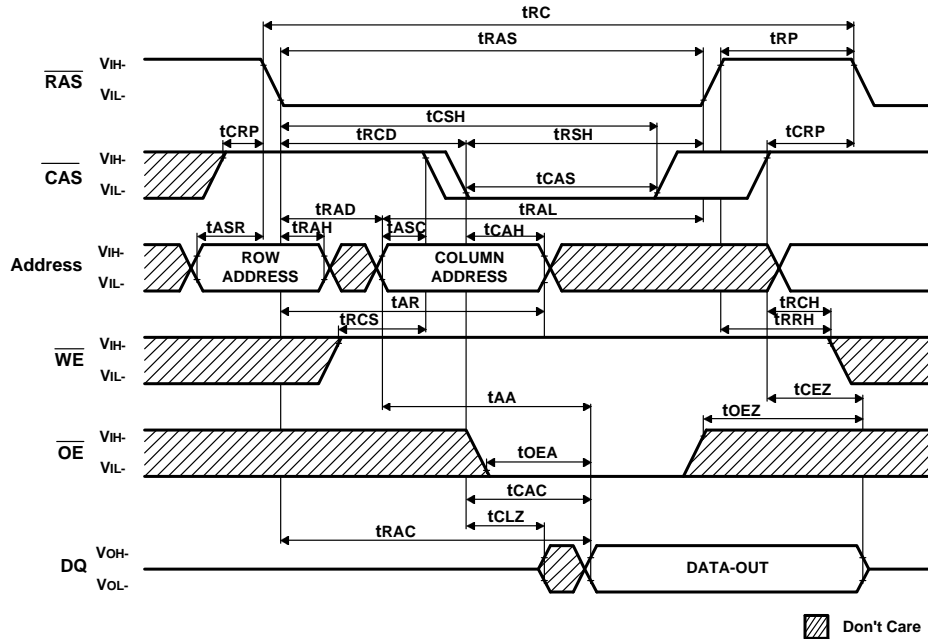 tRC
tRAS
tRP
RAS
VIH-
VIL-
tCSH
tCRP
tRCD
tRSH
tCRP
CAS
VIH-
VIL-
tCAS
tRAD
tRAL
tASR
tRAH
tASC
tCAH
Address
VIH-
VIL-
ROW
ADDRESS
COLUMN
ADDRESS
tAR
tRCH
tRCS
tRRH
WE
VIH-
VIL-
tCEZ
tAA
tOEZ
OE
VIH-
VIL-
tOEA
tCAC
tCLZ
tRAC
DQ
VOH-
VOL-
DATA-OUT
Don't Care